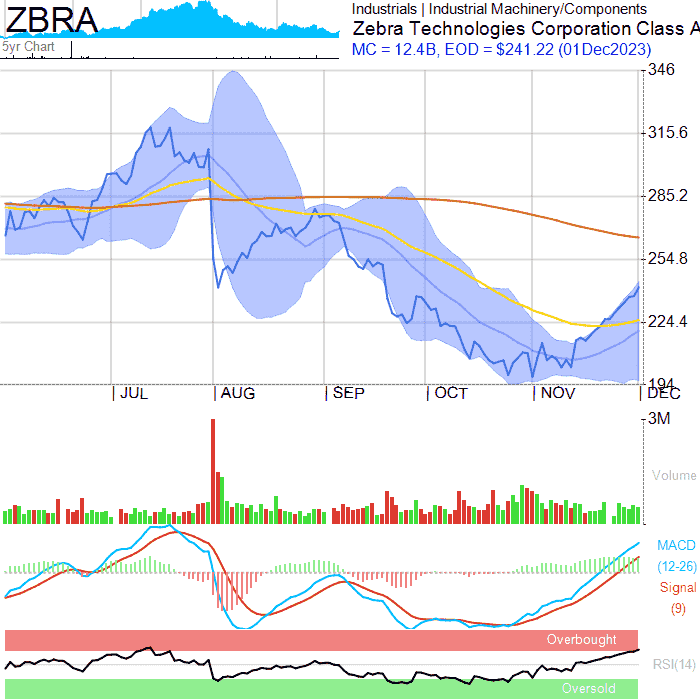 ZBRA
5yr Chart
Industrials | Industrial Machinery/Components
Zebra Technologies Corporation Class A
MC = 12.4B, EOD = $241.22 (01Dec2023)
346
315.6
285.2
254.8
224.4
194
JUL AUG SEP OCT NOV DEC
3M
Volume
MACD
(12-26)
Signal
(9)
Overbought
RSI(14)
Oversold